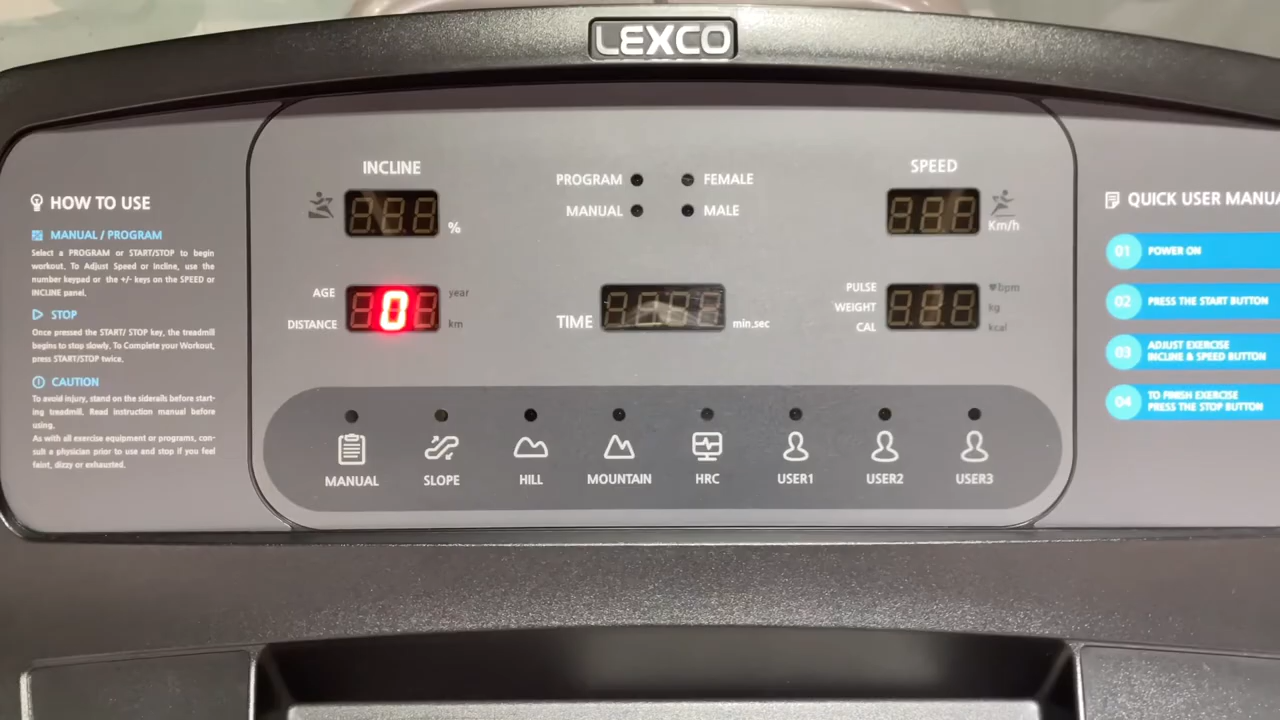 LEXCO
HOW TO USE
MANUAL / PROGRAM
Select a PROGRAM or START/STOP to begin
workout. To Adjust Speed or Incline, use the
number keypad or the +/- keys on the SPEED or
INCLINE panel.
STOP
Once pressed the START/ STOP key, the treadmill
begins to stop slowly. To Complete your Workout,
press START/STOP twice.
CAUTION
To avoid injury, stand on the siderails before start-
ing treadmill. Read instruction manual before
using.
As with all exercise equipment or programs, con-
sult a physician prior to use and stop if you feel
faint, dizzy or exhausted.
INCLINE
%
AGE
year
0
DISTANCE
km
PROGRAM
FEMALE
MANUAL
MALE
TIME
min,sec
SPEED
Km/h
PULSE
bpm
WEIGHT
kg
CAL
kcal
MANUAL
SLOPE
HILL
MOUNTAIN
HRC
USER1
USER2
USER3
QUICK USER MANUA
01 POWER ON
02 PRESS THE START BUTTON
03 ADJUST EXERCISE
INCLINE & SPEED BUTTON
04 TO FINISH EXERCISE
PRESS THE STOP BUTTON